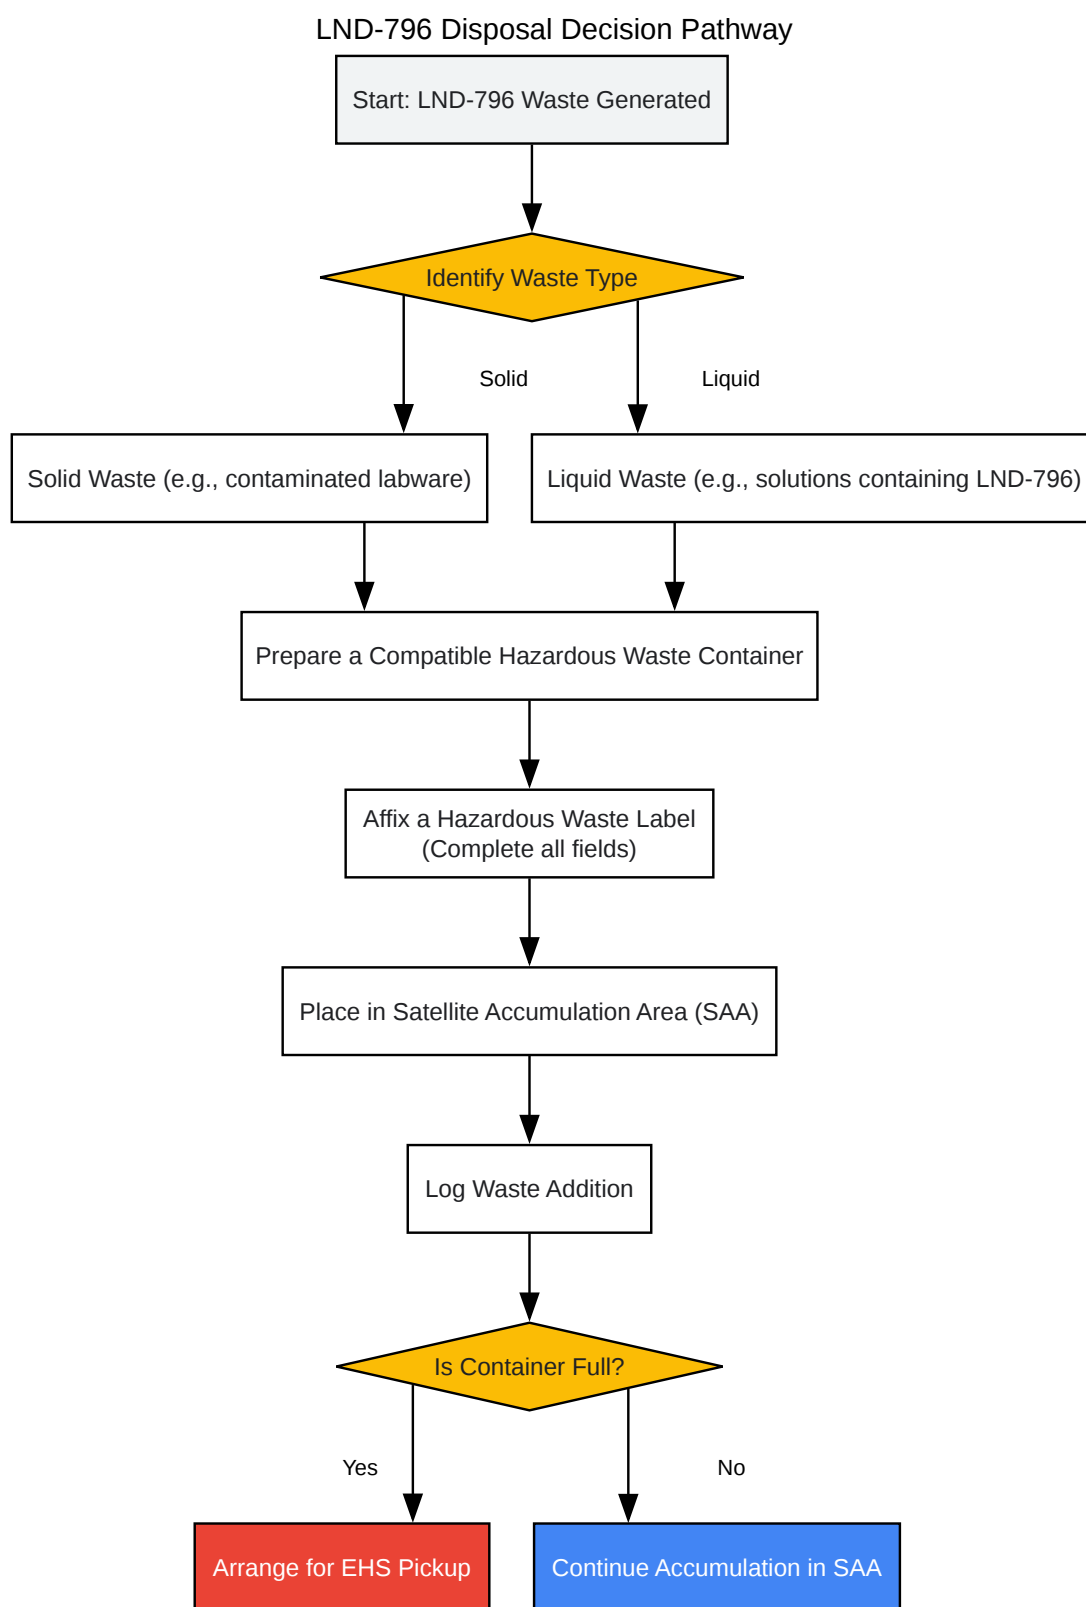 LND-796 Disposal Decision Pathway
Start: LND-796 Waste Generated
Identify Waste Type
Solid
Liquid
Solid Waste (e.g., contaminated labware)
Liquid Waste (e.g., solutions containing LND-796)
Prepare a Compatible Hazardous Waste Container
Affix a Hazardous Waste Label
(Complete all fields)
Place in Satellite Accumulation Area (SAA)
Log Waste Addition
Is Container Full?
Yes
No
Arrange for EHS Pickup
Continue Accumulation in SAA